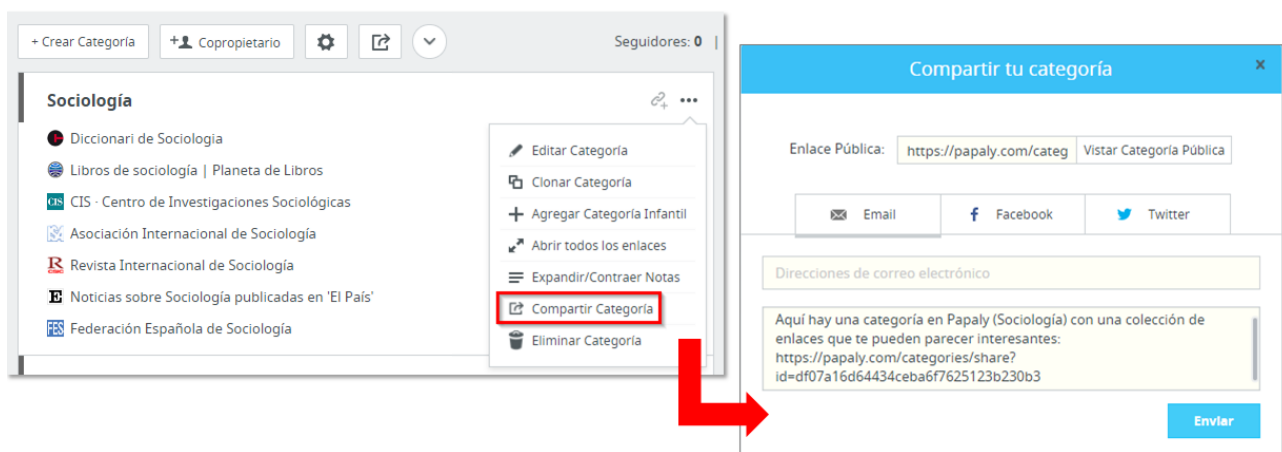 + Crear Categoría
+ Copropietario
Seguidores: 0 |
Sociología
Diccionari de Sociologia
Libros de sociología | Planeta de Libros
CIS CIS · Centro de Investigaciones Sociológicas
Asociación Internacional de Sociología
R Revista Internacional de Sociología
E Noticias sobre Sociología publicadas en 'El País'
FES Federación Española de Sociología
Editar Categoría
Clonar Categoría
Agregar Categoría Infantil
Abrir todos los enlaces
Expandir/Contraer Notas
Compartir Categoría
Eliminar Categoría
Compartir tu categoría
x
Enlace Pública: https://papaly.com/categ Vistar Categoría Pública
Email f Facebook Twitter
Direcciones de correo electrónico
Aquí hay una categoría en Papaly (Sociología) con una colección de
enlaces que te pueden parecer interesantes:
https://papaly.com/categories/share?
id=df07a16d64434ceba6f7625123b230b3
Enviar